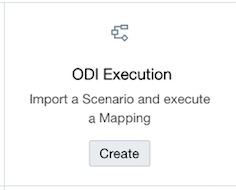 ODI Execution
Import a Scenario and execute
a Mapping
Create